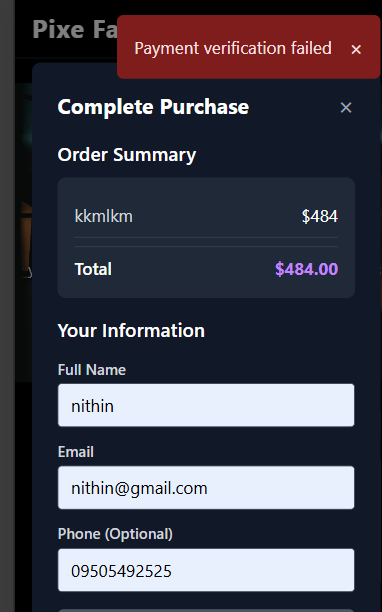 Pixe Fa
Payment verification failed ×
Complete Purchase ×
Order Summary
kkmlkm $484
Total $484.00
Your Information
Full Name
nithin
Email
nithin@gmail.com
Phone (Optional)
09505492525